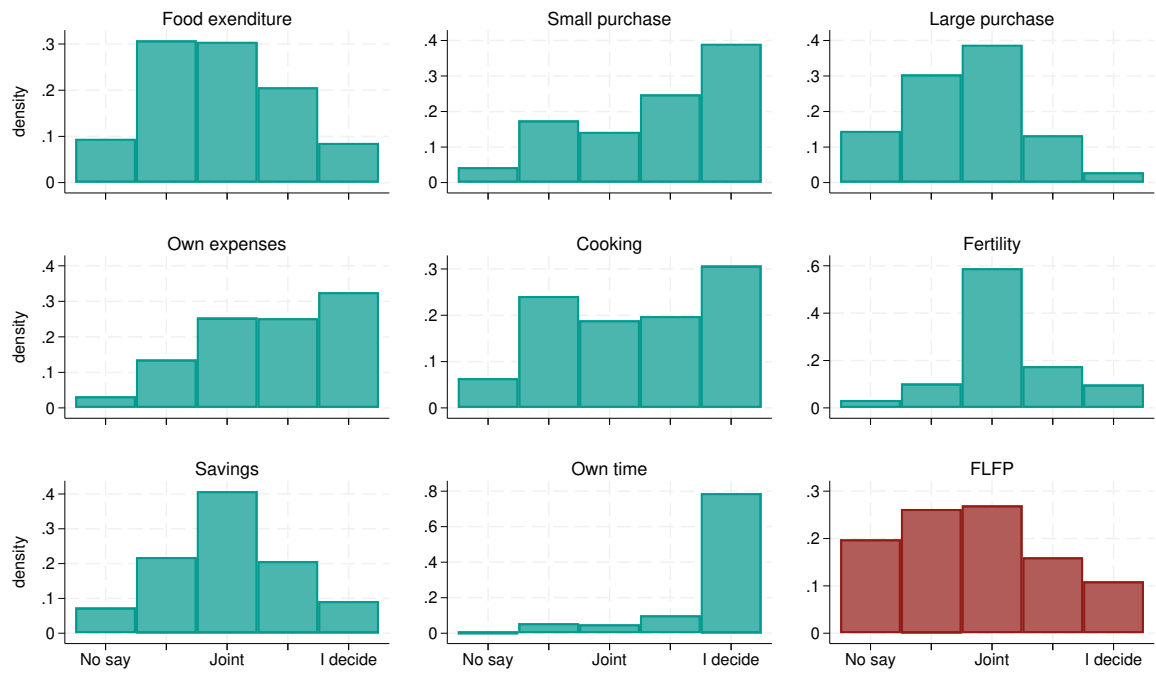 Food exenditure
Small purchase
Large purchase
density
.3
.2
.1
0
.4
.3
.2
.1
0
.4
.3
.2
.1
0
Own expenses
Cooking
Fertility
density
.4
.3
.2
.1
0
.3
.2
.1
0
.6
.4
.2
0
Savings
Own time
FLFP
density
.4
.3
.2
.1
0
.8
.6
.4
.2
0
.3
.2
.1
0
No say Joint I decide
No say Joint I decide
No say Joint I decide